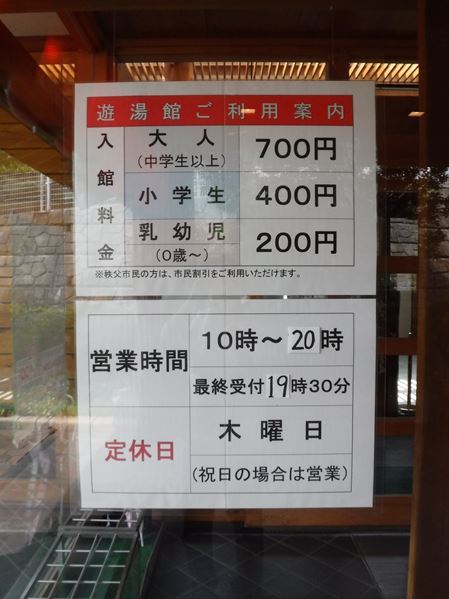 遊湯館ご利用案内
入館料金
大人
(中学生以上)
700円
小学生
400円
乳幼児
(0歳~)
200円
※秩父市民の方は、市民割引をご利用いただけます。
営業時間
10時~20時
最終受付19時30分
定休日
木曜日
(祝日の場合は営業)